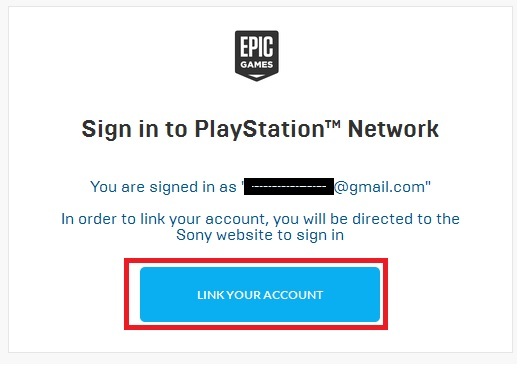 EPIC
GAMES
Sign in to PlayStation™ Network
You are signed in as "@gmail.com"
In order to link your account, you will be directed to the
Sony website to sign in
LINK YOUR ACCOUNT